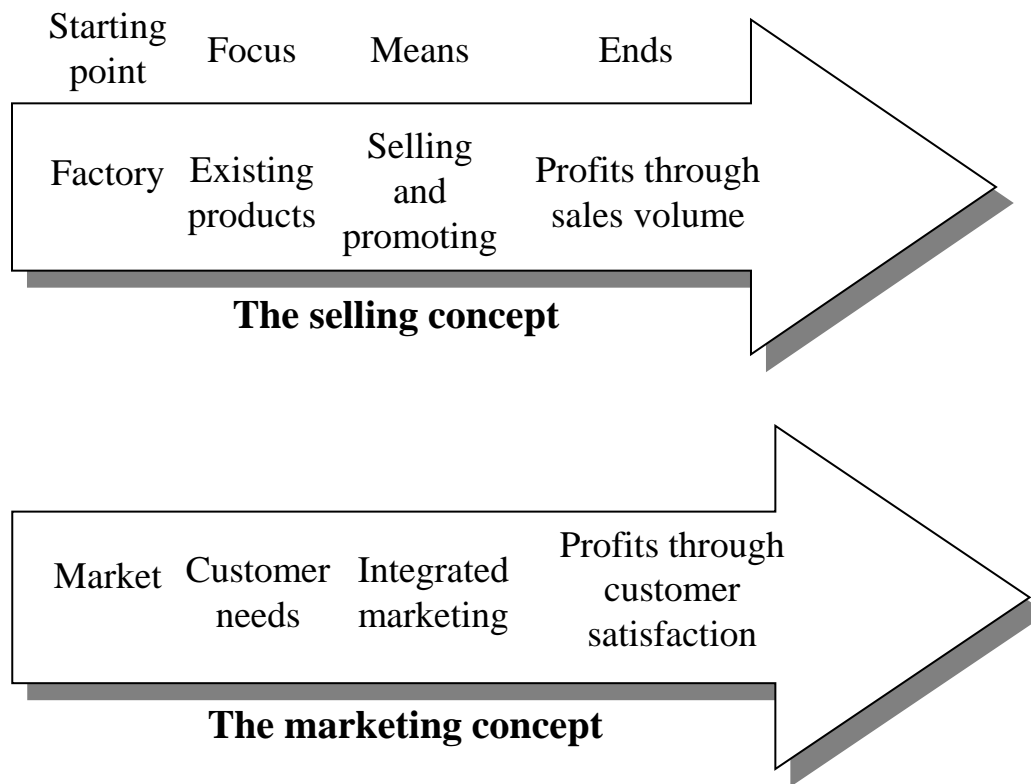 Starting
point
Focus
Means
Ends
Factory
Existing
products
Selling
and
promoting
Profits through
sales volume
The selling concept
Market
Customer
needs
Integrated
marketing
Profits through
customer
satisfaction
The marketing concept